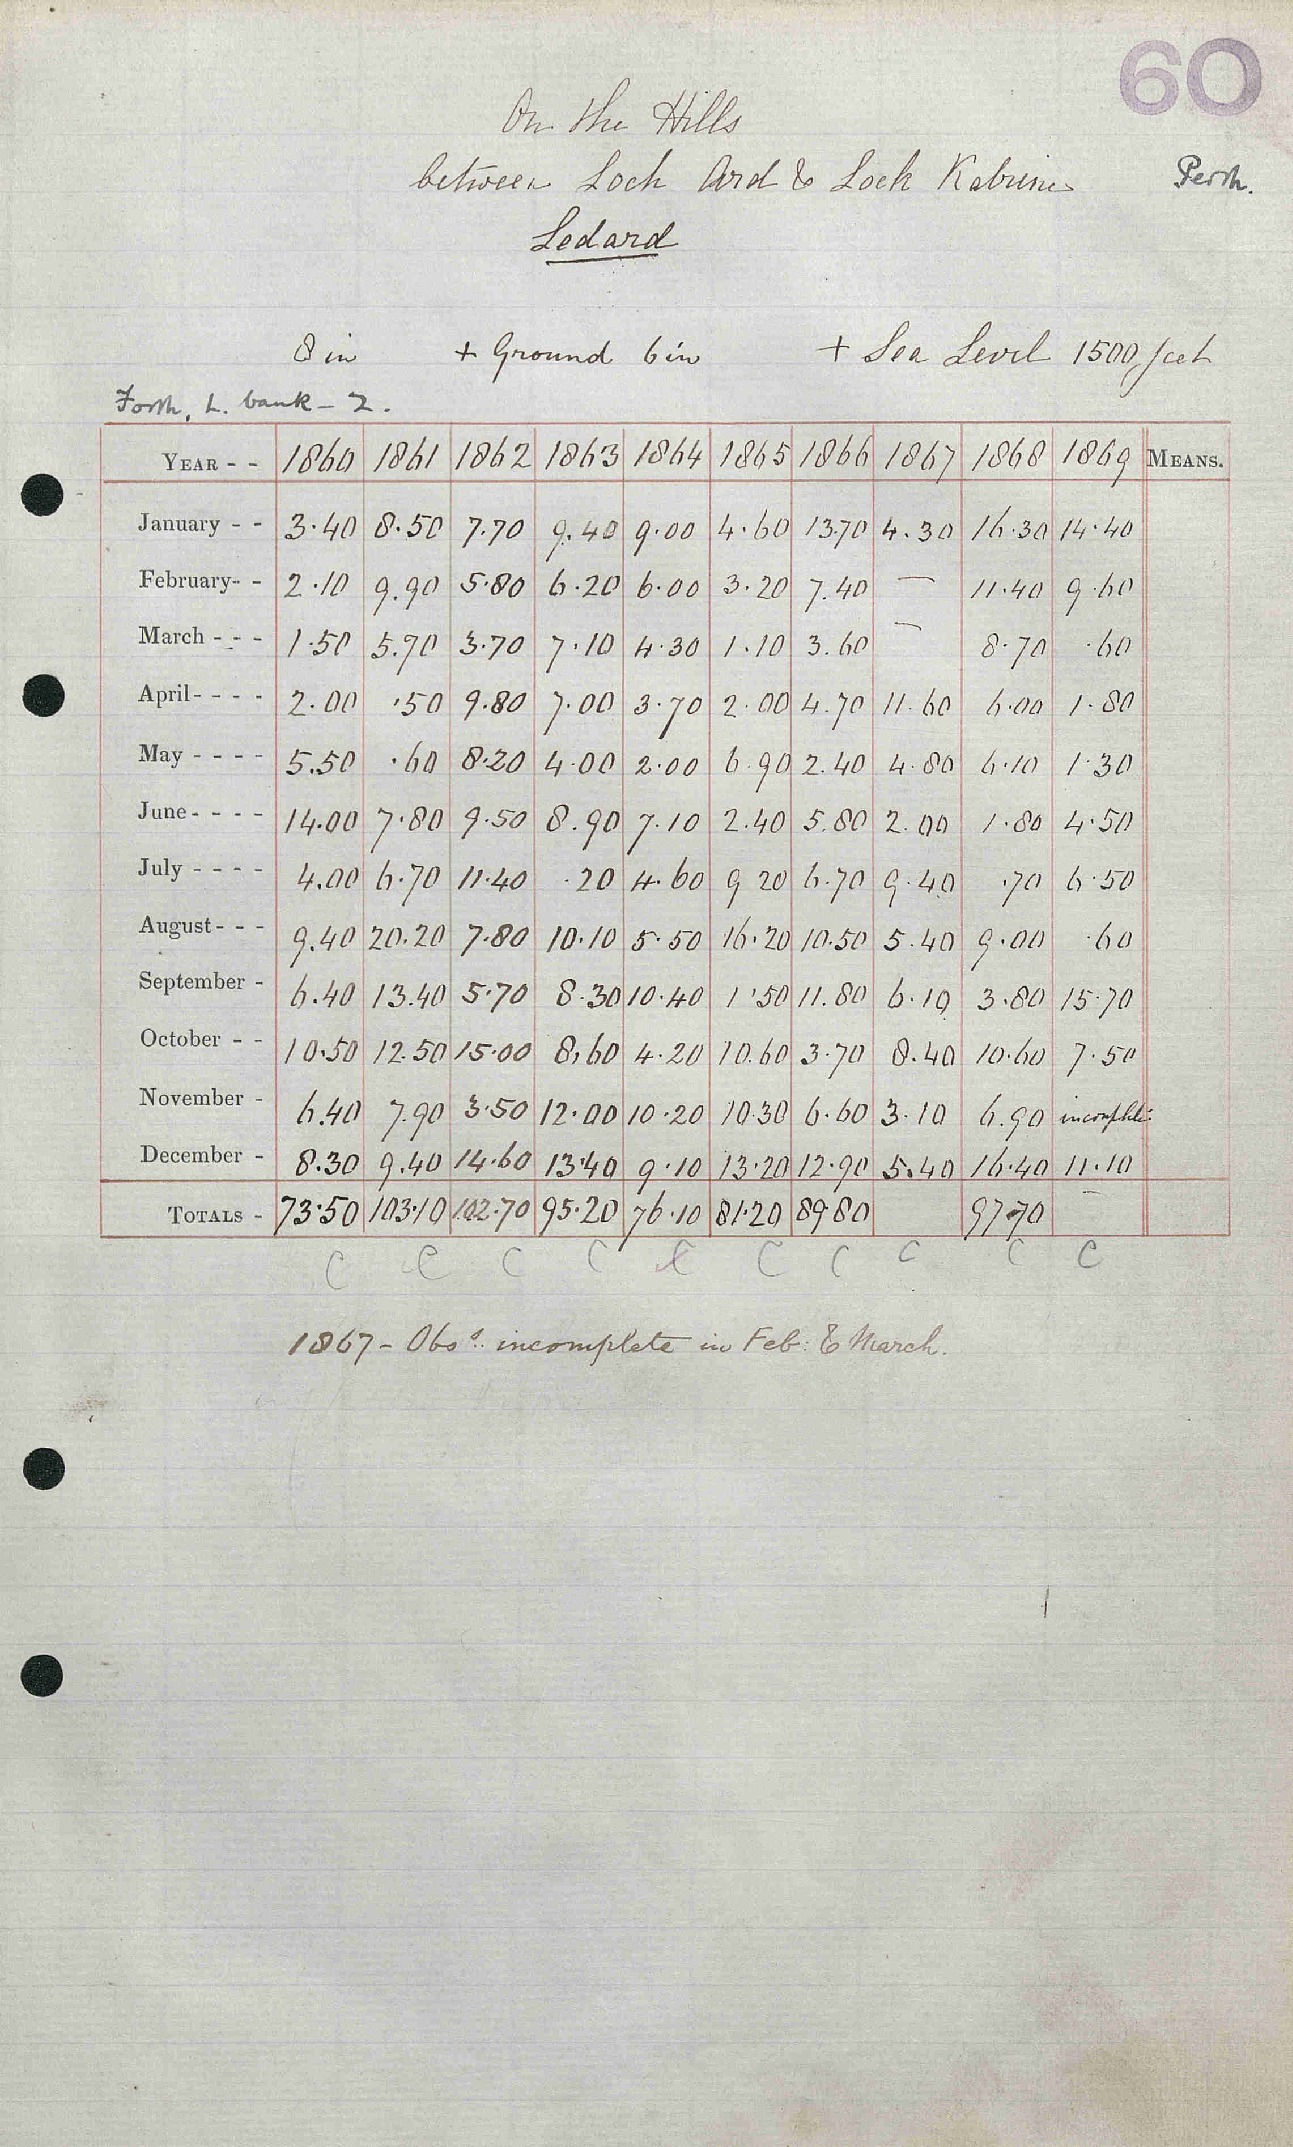 60
On the Hills
between Loch Ard & Loch Katrine
Perth.
Ledard
8 in + Ground 6 in + Sea Level 1500 feet
Forth, L. bank - 2.
YEAR - - 1860 1861 1862 1863 1864 1865 1866 1867 1868 1869 MEANS.
January - - 3.40 8.50 7.70 9.40 9.00 4.60 13.70 4.30 16.30 14.40
February- - 2.10 9.90 5.80 6.20 6.00 3.20 7.40 — 11.40 9.60
March - - - 1.50 5.70 3.70 7.10 4.30 1.10 3.60 — 8.70 .60
April- - - - 2.00 .50 9.80 7.00 3.70 2.00 4.70 11.60 6.00 1.80
May - - - - 5.50 .60 8.20 4.00 2.00 6.90 2.40 4.80 6.10 1.30
June- - - - 14.00 7.80 9.50 8.90 7.10 2.40 5.80 2.00 1.80 4.50
July - - - - 4.00 6.70 11.40 .20 4.60 9.20 6.70 9.40 .70 6.50
August- - - 9.40 20.20 7.80 10.10 5.50 16.20 10.50 5.40 9.00 .60
September - 6.40 13.40 5.70 8.30 10.40 1.50 11.80 6.10 3.80 15.70
October - - 10.50 12.50 15.00 8.60 4.20 10.60 3.70 8.40 10.60 7.50
November - 6.40 7.90 3.50 12.00 10.20 10.30 6.60 3.10 6.90 incomplete
December - 8.30 9.40 14.60 13.40 9.10 13.20 12.90 5.40 16.40 11.10
TOTALS - 73.50 103.10 102.70 95.20 76.10 81.20 89.80 97.70 —
C C C C C C C C C C
1867 - Obs.s incomplete in Feb: & March.